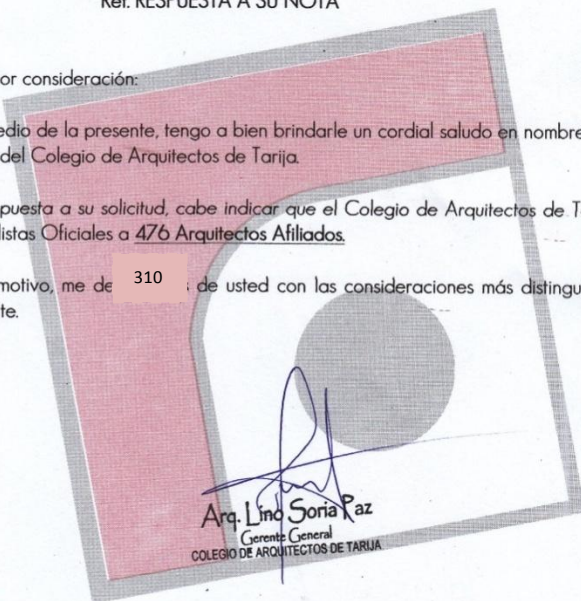 Ref. RESPUESTA A SU NOTA
or consideración:
edio de la presente, tengo a bien brindarle un cordial saludo en nombre
del Colegio de Arquitectos de Tarija.
puesta a su solicitud, cabe indicar que el Colegio de Arquitectos de T
listas Oficiales a 476 Arquitectos Afiliados.
motivo, me de 310 de usted con las consideraciones más distingu
te.
Arq. Lino Soria Paz
Gerente General
COLEGIO DE ARQUITECTOS DE TARIJA